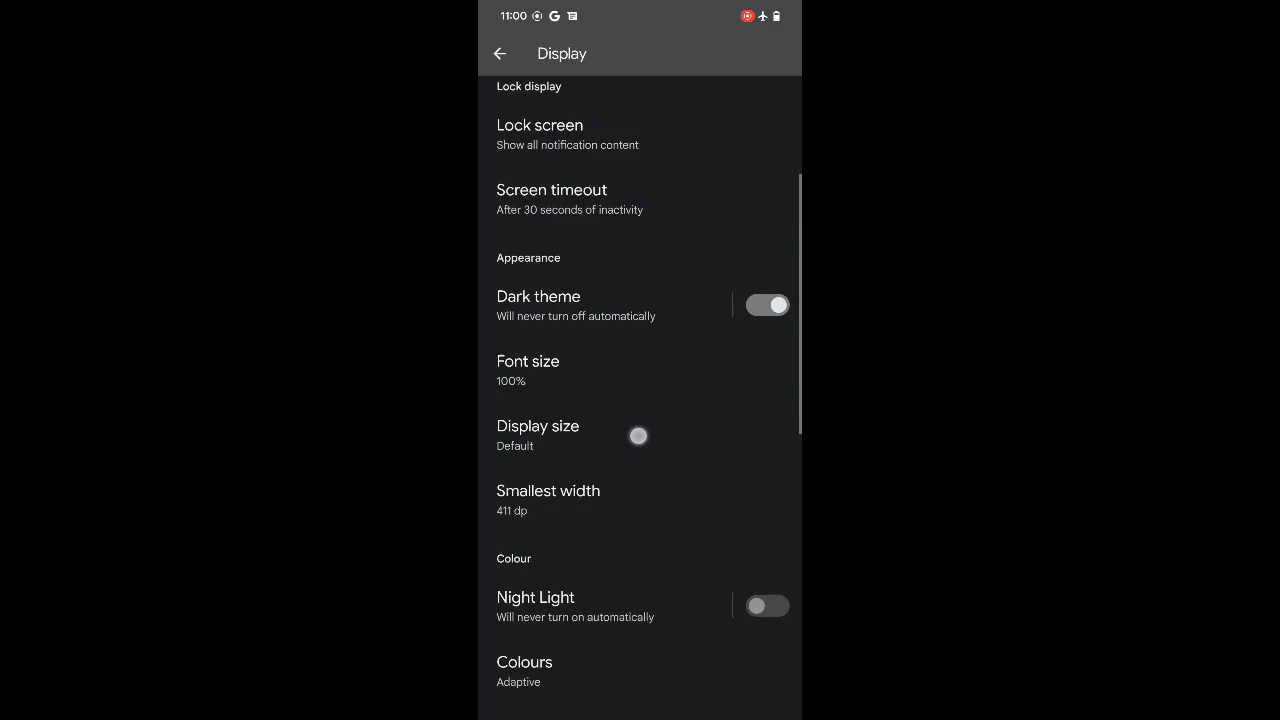 11:00
Display
Lock display
Lock screen
Show all notification content
Screen timeout
After 30 seconds of inactivity
Appearance
Dark theme
Will never turn off automatically
Font size
100%
Display size
Default
Smallest width
411 dp
Colour
Night Light
Will never turn on automatically
Colours
Adaptive